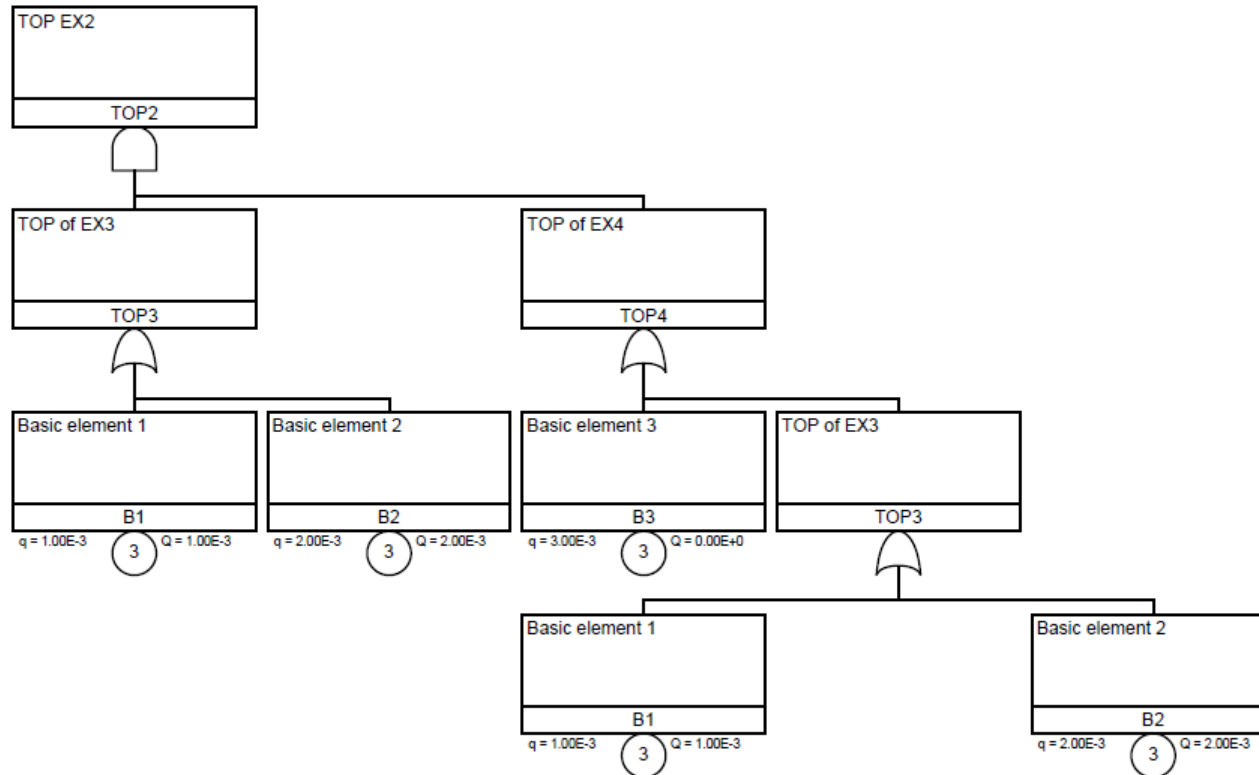 TOP EX2
TOP2
TOP of EX3
TOP of EX4
TOP3
TOP4
Basic element 1
Basic element 2
Basic element 3
TOP of EX3
B1
B2
B3
TOP3
q = 1.00E-3
3
Q = 1.00E-3
q = 2.00E-3
3
Q = 2.00E-3
q = 3.00E-3
3
Q = 0.00E+0
Basic element 1
Basic element 2
B1
B2
q = 1.00E-3
3
Q = 1.00E-3
q = 2.00E-3
3
Q = 2.00E-3